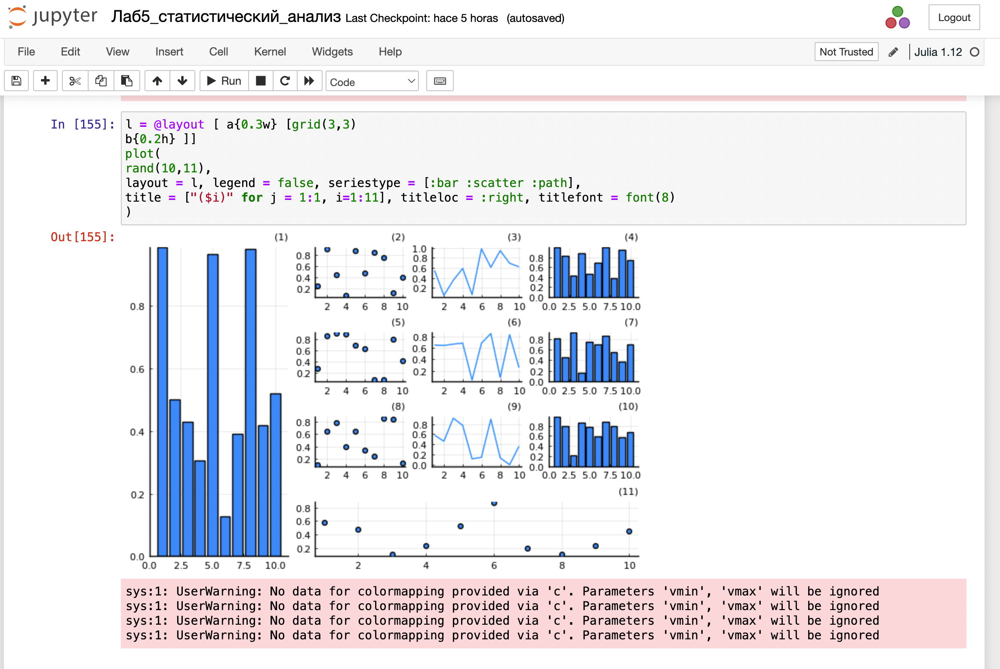 jupyter Лаб5_статистический_анализ Last Checkpoint: hace 5 horas (autosaved) Logout
File Edit View Insert Cell Kernel Widgets Help Not Trusted Julia 1.12
Run Code
In [155]:
l = @layout [ a{0.3w} [grid(3,3)
b{0.2h} ]]
plot(
rand(10,11),
layout = l, legend = false, seriestype = [:bar :scatter :path],
title = ["($i)" for j = 1:1, i=1:11], titleloc = :right, titlefont = font(8)
)
Out[155]:
(1)
0.8
0.6
0.4
0.2
0.0
0.0 2.5 5.0 7.5 10.0
(2)
0.8
0.6
0.4
0.2
2 4 6 8 10
(3)
1.0
0.8
0.6
0.4
0.2
2 4 6 8 10
(4)
0.8
0.6
0.4
0.2
0.0
0.0 2.5 5.0 7.5 10.0
(5)
0.8
0.6
0.4
0.2
2 4 6 8 10
(6)
0.8
0.6
0.4
0.2
2 4 6 8 10
(7)
0.8
0.6
0.4
0.2
0.0
0.0 2.5 5.0 7.5 10.0
(8)
0.8
0.6
0.4
0.2
2 4 6 8 10
(9)
0.8
0.6
0.4
0.2
0.0
2 4 6 8 10
(10)
0.8
0.6
0.4
0.2
0.0
0.0 2.5 5.0 7.5 10.0
(11)
0.8
0.6
0.4
0.2
2 4 6 8 10
sys:1: UserWarning: No data for colormapping provided via 'c'. Parameters 'vmin', 'vmax' will be ignored
sys:1: UserWarning: No data for colormapping provided via 'c'. Parameters 'vmin', 'vmax' will be ignored
sys:1: UserWarning: No data for colormapping provided via 'c'. Parameters 'vmin', 'vmax' will be ignored
sys:1: UserWarning: No data for colormapping provided via 'c'. Parameters 'vmin', 'vmax' will be ignored